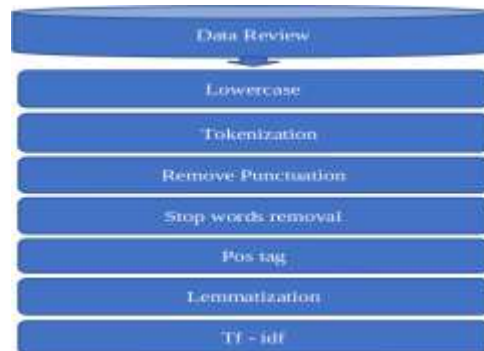 Data Review
Lowercase
Tokenization
Remove Punctuation
Stop words removal
Pos tag
Lemmatization
Tf - idf